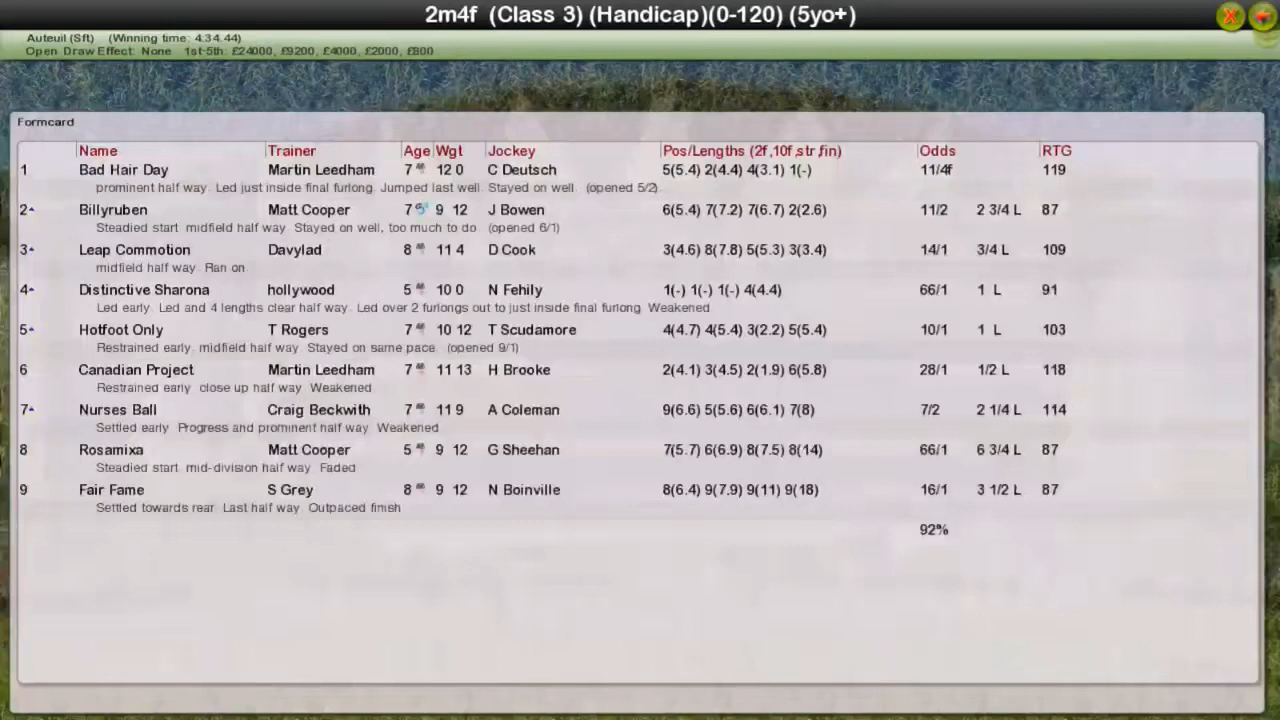 2m4f (Class 3) (Handicap)(0-120) (5yo+)
Auteuil (Sft) (Winning time: 4:34.44)
Open Draw Effect: None 1st-5th: £24000, £9200, £4000, £2000, £800
Formcard
Name Trainer Age Wgt Jockey Pos/Lengths (2f,10f,str,fin) Odds RTG
1 Bad Hair Day Martin Leedham 7 12 0 C Deutsch 5(5.4) 2(4.4) 4(3.1) 1(-) 11/4f 119
prominent half way. Led just inside final furlong. Jumped last well. Stayed on well. (opened 5/2).
2 Billyruben Matt Cooper 7 9 12 J Bowen 6(5.4) 7(7.2) 7(6.7) 2(2.6) 11/2 2 3/4 L 87
Steadied start midfield half way. Stayed on well, too much to do. (opened 6/1)
3 Leap Commotion Davylad 8 11 4 D Cook 3(4.6) 8(7.8) 5(5.3) 3(3.4) 14/1 3/4 L 109
midfield half way. Ran on
4 Distinctive Sharona hollywood 5 10 0 N Fehily 1(-) 1(-) 1(-) 4(4.4) 66/1 1 L 91
Led early. Led and 4 lengths clear half way. Led over 2 furlongs out to just inside final furlong. Weakened
5 Hotfoot Only T Rogers 7 10 12 T Scudamore 4(4.7) 4(5.4) 3(2.2) 5(5.4) 10/1 1 L 103
Restrained early. midfield half way. Stayed on same pace. (opened 9/1)
6 Canadian Project Martin Leedham 7 11 13 H Brooke 2(4.1) 3(4.5) 2(1.9) 6(5.8) 28/1 1/2 L 118
Restrained early close up half way. Weakened
7 Nurses Ball Craig Beckwith 7 11 9 A Coleman 9(6.6) 5(5.6) 6(6.1) 7(8) 7/2 2 1/4 L 114
Settled early. Progress and prominent half way. Weakened
8 Rosamixa Matt Cooper 5 9 12 G Sheehan 7(5.7) 6(6.9) 8(7.5) 8(14) 66/1 6 3/4 L 87
Steadied start mid-division half way. Faded
9 Fair Fame S Grey 8 9 12 N Boinville 8(6.4) 9(7.9) 9(11) 9(18) 16/1 3 1/2 L 87
Settled towards rear. Last half way. Outpaced finish
92%